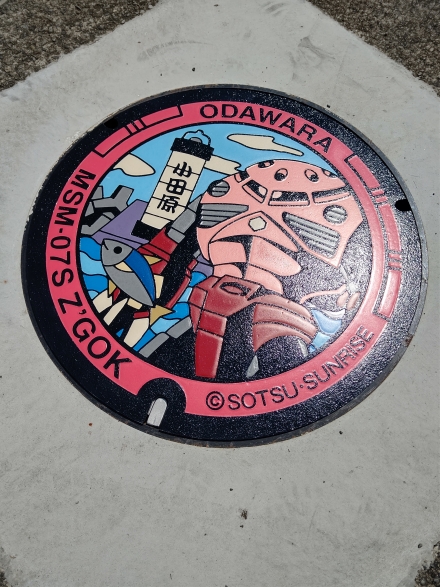 ODAWARA
小田原
MSM-07S Z'GOK
©SOTSU・SUNRISE